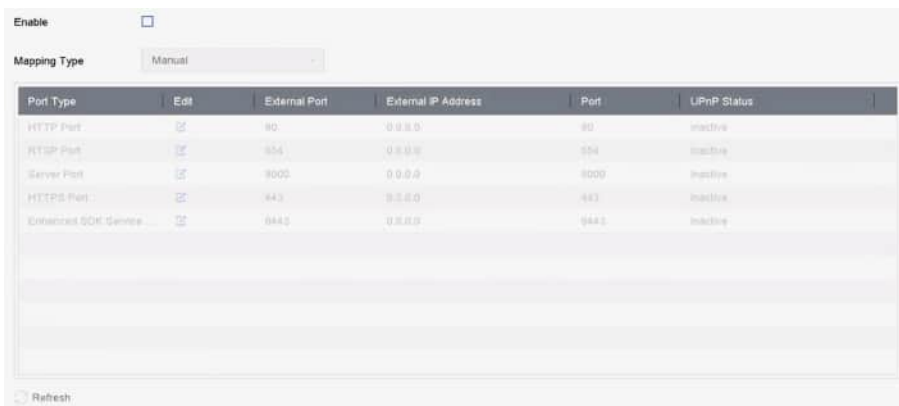 Enable
Mapping Type Manual
Port Type Edit External Port External IP Address Port UPnP Status
HTTP Port 80 0.0.0.0 80 Inactive
RTSP Port 554 0.0.0.0 554 Inactive
Server Port 8000 0.0.0.0 8000 Inactive
HTTPS Port 443 0.0.0.0 443 Inactive
Enhanced SDK Service ... 8443 0.0.0.0 8443 Inactive
Refresh